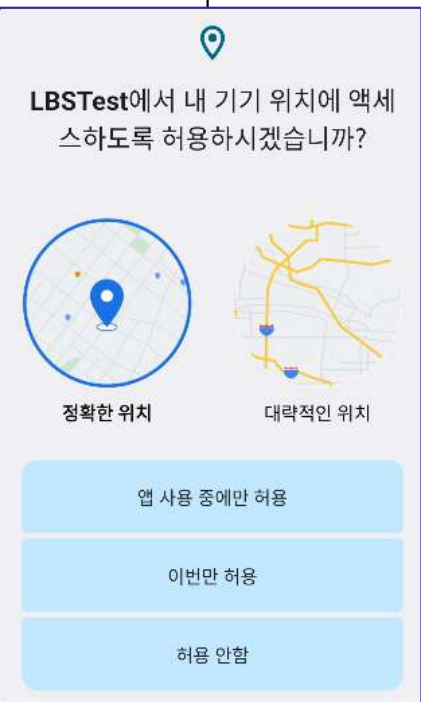 LBSTest에서 내 기기 위치에 액세
스하도록 허용하시겠습니까?
정확한 위치
대략적인 위치
앱 사용 중에만 허용
이번만 허용
허용 안함